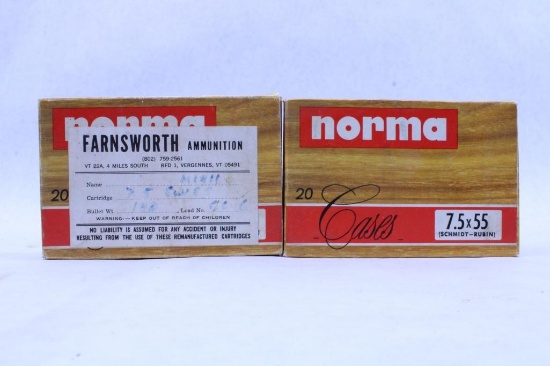 norma
FARNSWORTH AMMUNITION
(802) 759-2561
VT 22A, 4 MILES SOUTH RFD 1, VERGENNES, VT 05491
Name
Cartridge
Bullet Wt. Load No.
WARNING:—KEEP OUT OF REACH OF CHILDREN
NO LIABILITY IS ASSUMED FOR ANY ACCIDENT OR INJURY
RESULTING FROM THE USE OF THESE REMANUFACTURED CARTRIDGES
20
norma
20
Cases
7.5x55
(SCHMIDT-RUBIN)